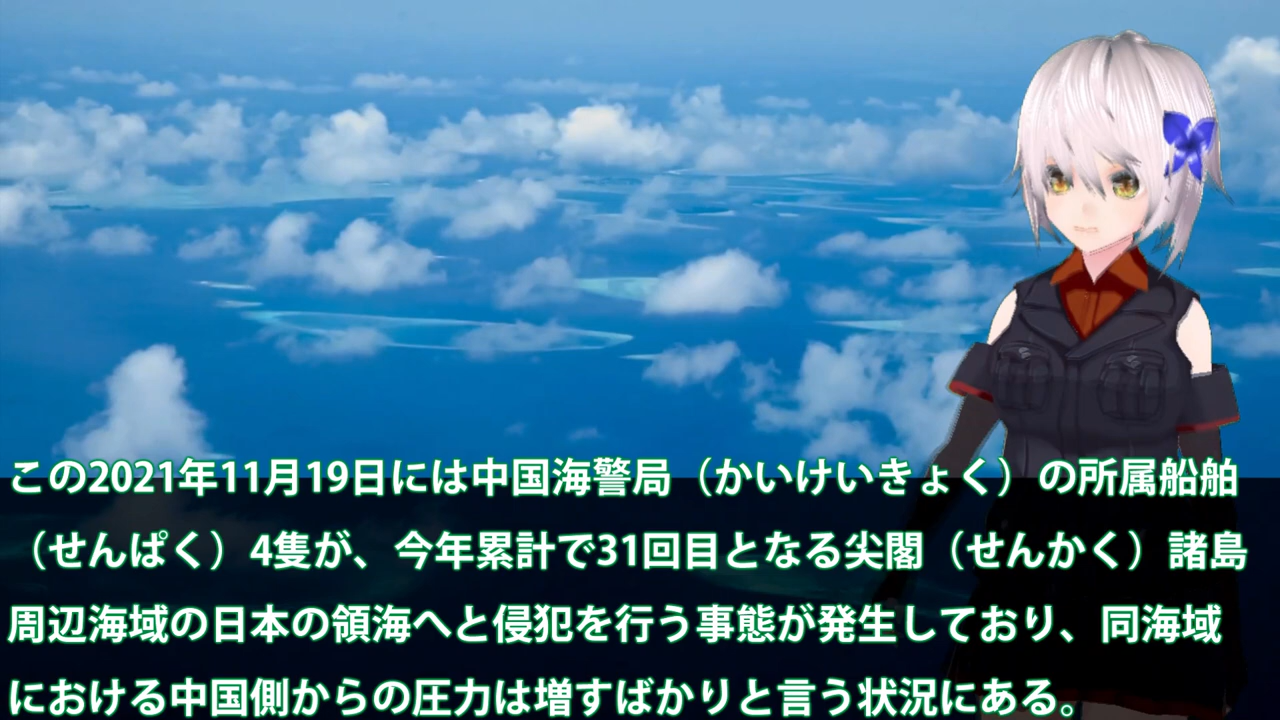 この2021年11月19日には中国海警局（かいけいきょく）の所属船舶
（せんぱく）4隻が、今年累計で31回目となる尖閣（せんかく）諸島
周辺海域の日本の領海へと侵犯を行う事態が発生しており、同海域
における中国側からの圧力は増すばかりと言う状況にある。